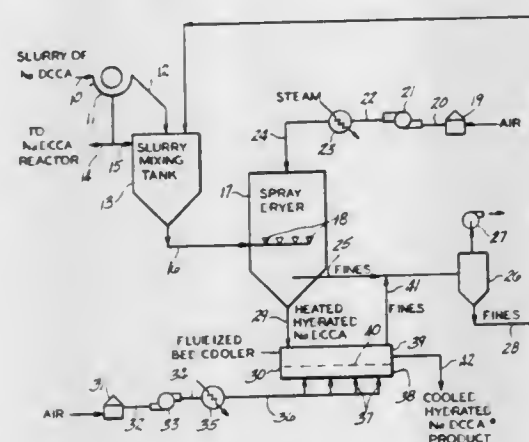 SLURRY OF
Na DCCA
10
11
12
TO
Na DCCA
REACTOR
14
15
SLURRY
MIXING
TANK
13
16
STEAM
24
23
22
21
20
19
AIR
17
SPRAY
DRYER
18
25
FINES
27
26
FINES
28
29
HEATED
HYDRATED
Na DCCA
41
FINES
FLUIDIZED
BED COOLER
30
40
39
38
42
COOLED
HYDRATED
Na DCCA
PRODUCT
AIR
31
32
33
35
36
37